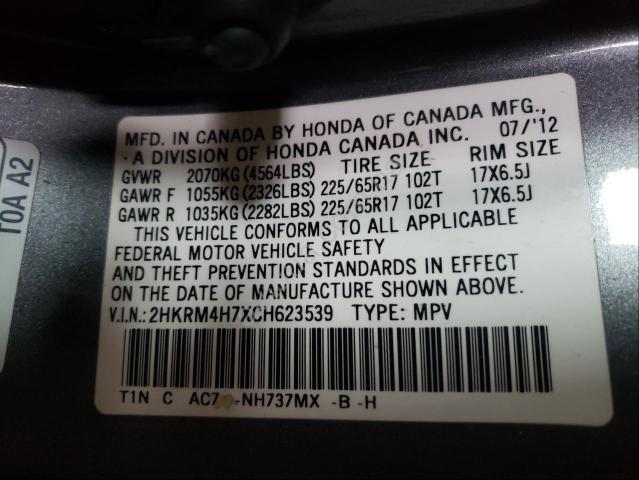 MFD. IN CANADA BY HONDA OF CANADA MFG.,
A DIVISION OF HONDA CANADA INC. 07/'12
GVWR 2070KG(4564LBS) TIRE SIZE RIM SIZE
GAWR F 1055KG(2326LBS) 225/65R17 102T 17X6.5J
GAWR R 1035KG(2282LBS) 225/65R17 102T 17X6.5J
THIS VEHICLE CONFORMS TO ALL APPLICABLE
FEDERAL MOTOR VEHICLE SAFETY
AND THEFT PREVENTION STANDARDS IN EFFECT
ON THE DATE OF MANUFACTURE SHOWN ABOVE.
V.I.N.: 2HKRM4H7XCH623539 TYPE: MPV
T1N C NH737MX -B -H
TOA A2